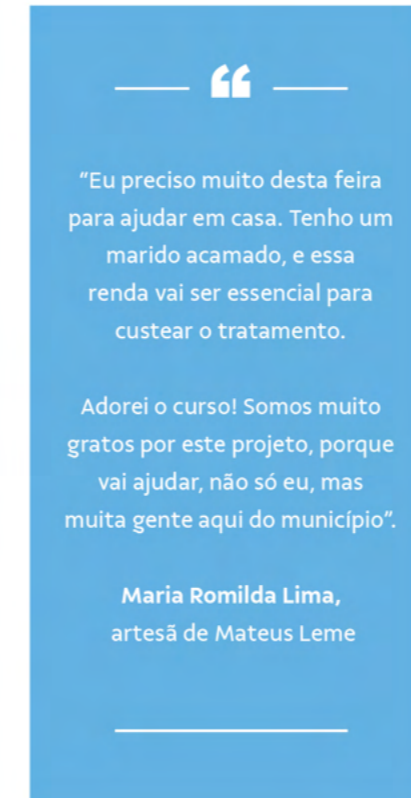 “
“Eu preciso muito desta feira
para ajudar em casa. Tenho um
marido acamado, e essa
renda vai ser essencial para
custear o tratamento.
Adorei o curso! Somos muito
gratos por este projeto, porque
vai ajudar, não só eu, mas
muita gente aqui do município”.
Maria Romilda Lima,
artesã de Mateus Leme